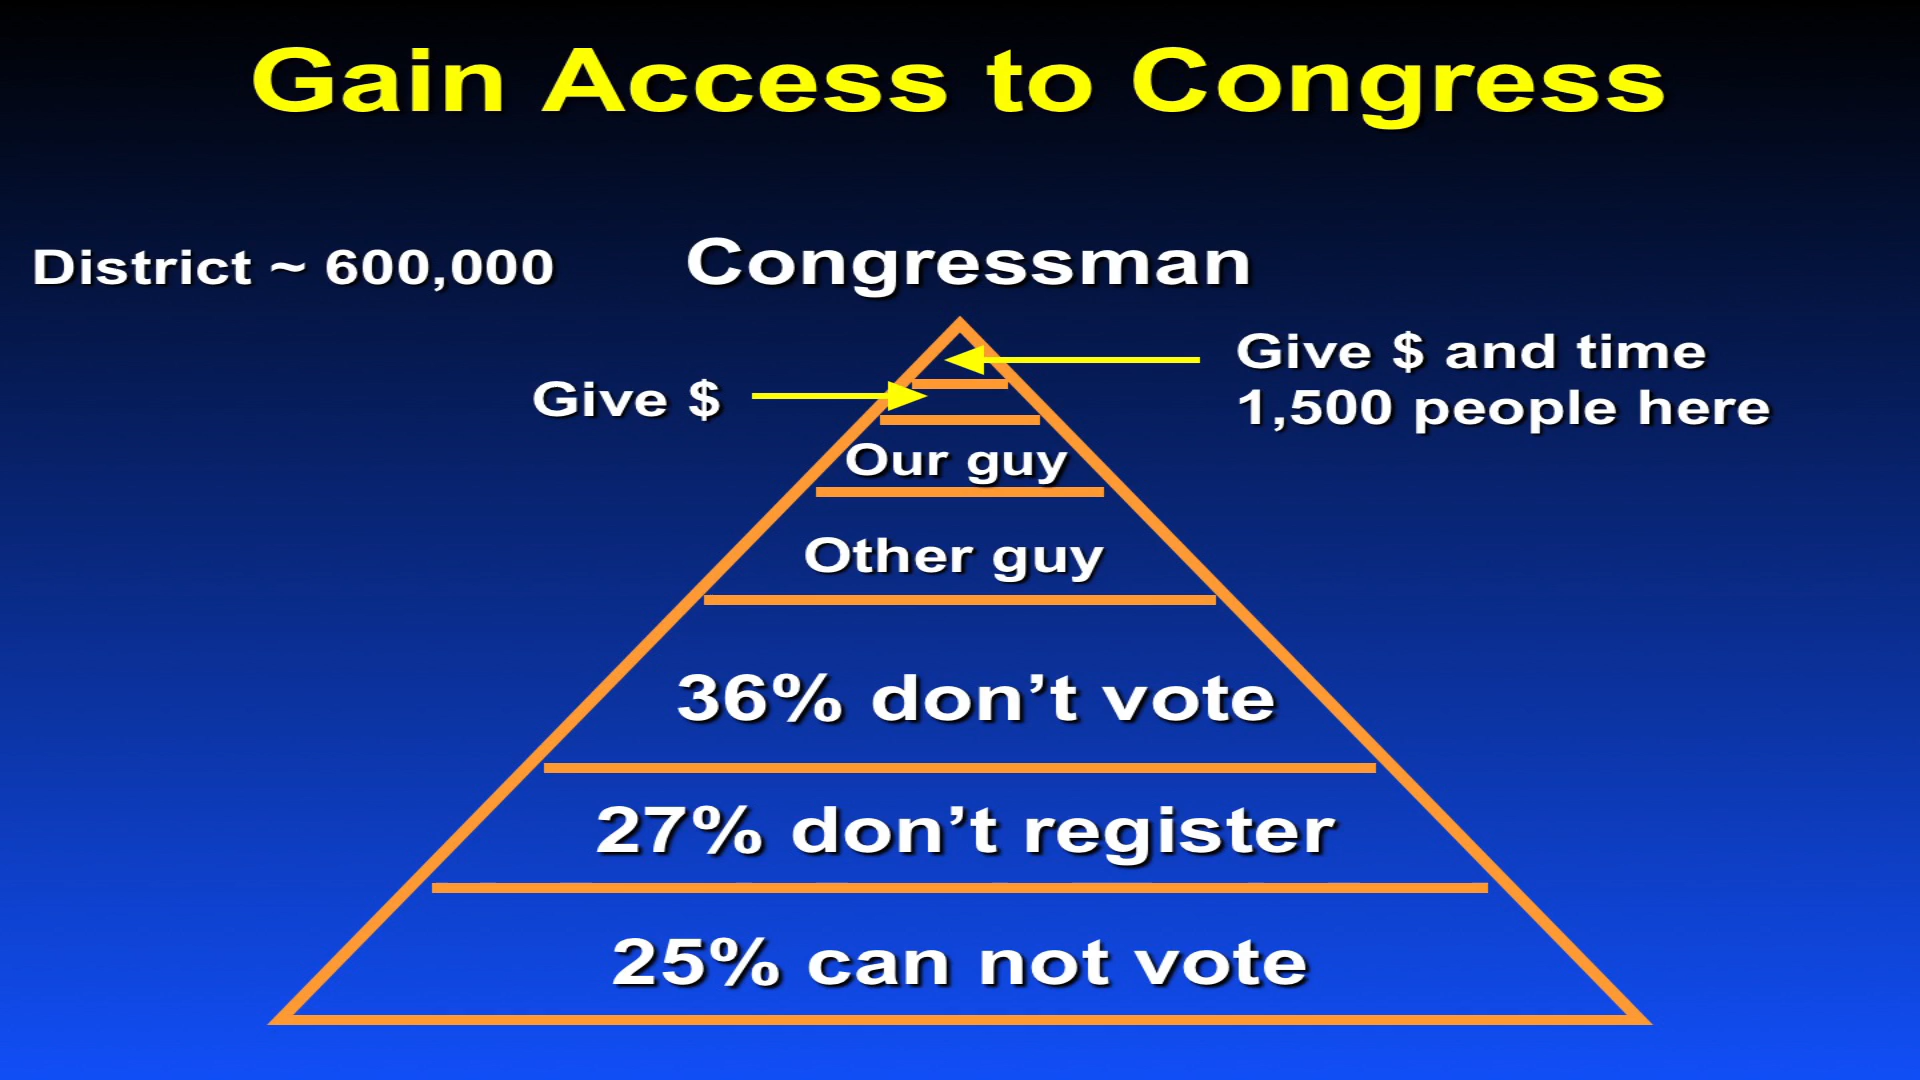 Gain Access to Congress
District ~ 600,000
Congressman
Give $ and time
1,500 people here
Give $
Our guy
Other guy
36% don’t vote
27% don’t register
25% can not vote